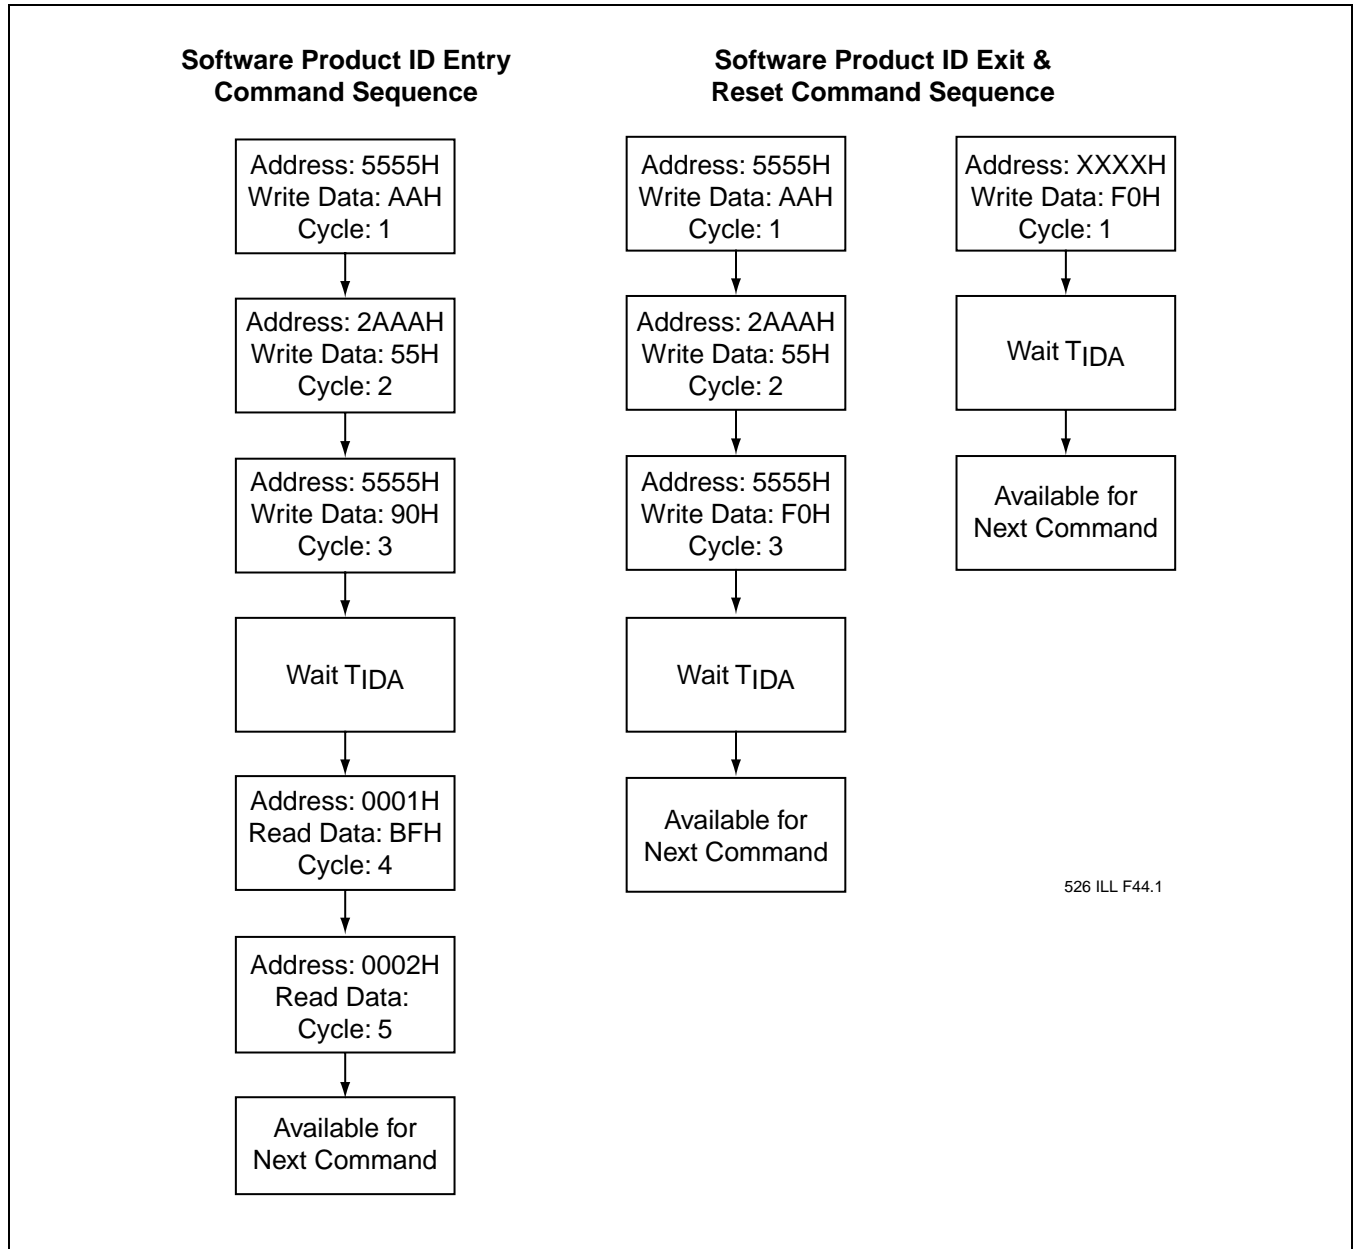 Software Product ID Entry
Command Sequence
Address: 5555H
Write Data: AAH
Cycle: 1
Address: 2AAAH
Write Data: 55H
Cycle: 2
Address: 5555H
Write Data: 90H
Cycle: 3
Wait TIDA
Address: 0001H
Read Data: BFH
Cycle: 4
Address: 0002H
Read Data:
Cycle: 5
Available for
Next Command
Software Product ID Exit &
Reset Command Sequence
Address: 5555H
Write Data: AAH
Cycle: 1
Address: 2AAAH
Write Data: 55H
Cycle: 2
Address: 5555H
Write Data: F0H
Cycle: 3
Wait TIDA
Available for
Next Command
Address: XXXXH
Write Data: F0H
Cycle: 1
Wait TIDA
Available for
Next Command
526 ILL F44.1